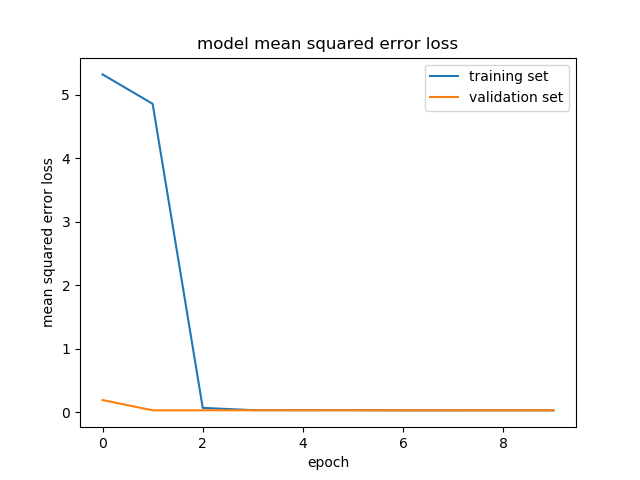 model mean squared error loss
training set
validation set
mean squared error loss
5
4
3
2
1
0
0 2 4 6 8
epoch